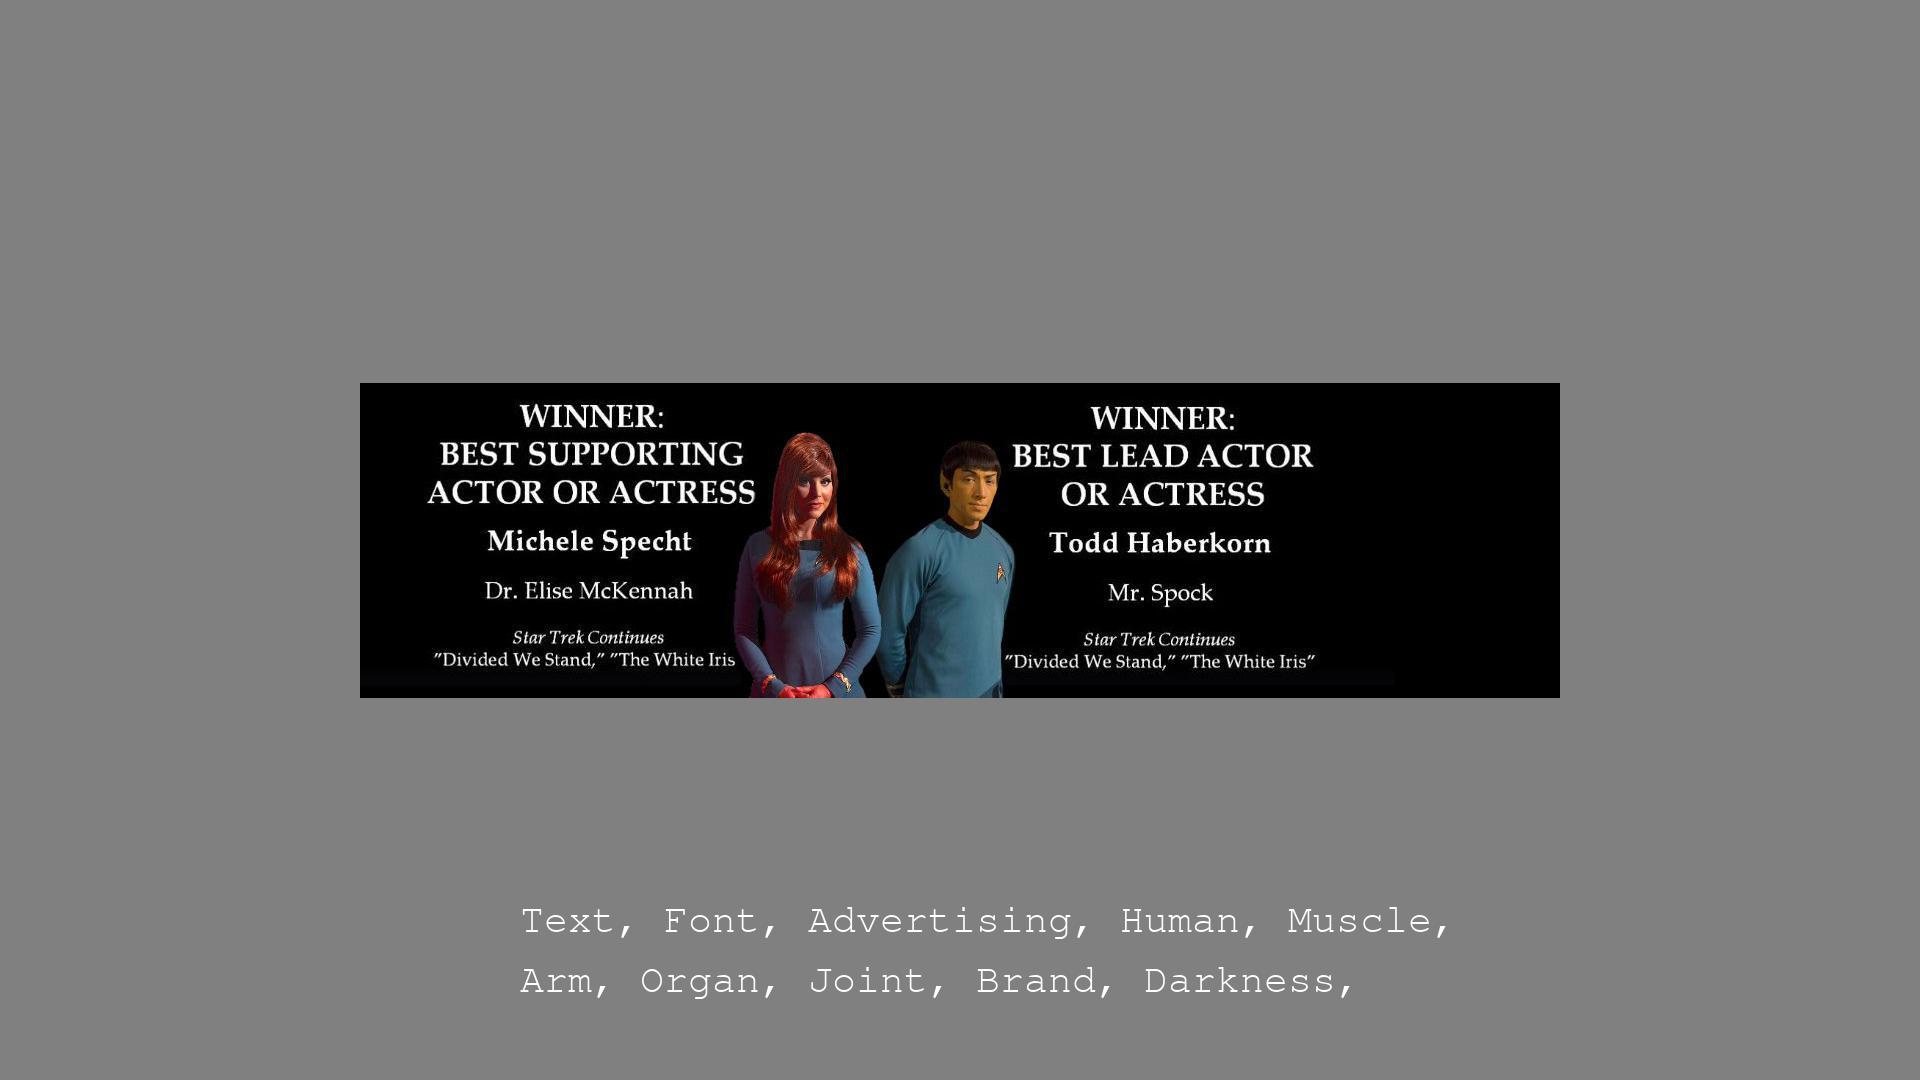 WINNER:
BEST SUPPORTING
ACTOR OR ACTRESS
Michele Specht
Dr. Elise McKennah
Star Trek Continues
"Divided We Stand," "The White Iris
WINNER:
BEST LEAD ACTOR
OR ACTRESS
Todd Haberkorn
Mr. Spock
Star Trek Continues
"Divided We Stand," "The White Iris"
Text, Font, Advertising, Human, Muscle,
Arm, Organ, Joint, Brand, Darkness,